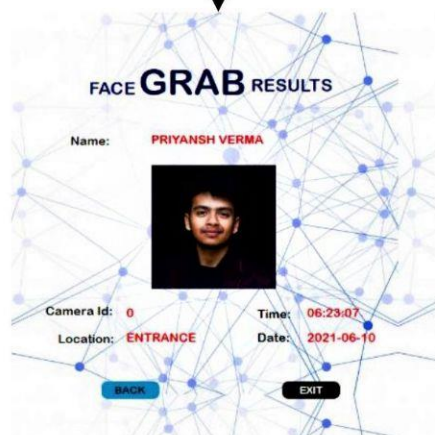 FACE GRAB RESULTS
Name: PRIYANSH VERMA
Camera Id: 0 Time: 06:23:07
Location: ENTRANCE Date: 2021-06-10
BACK EXIT